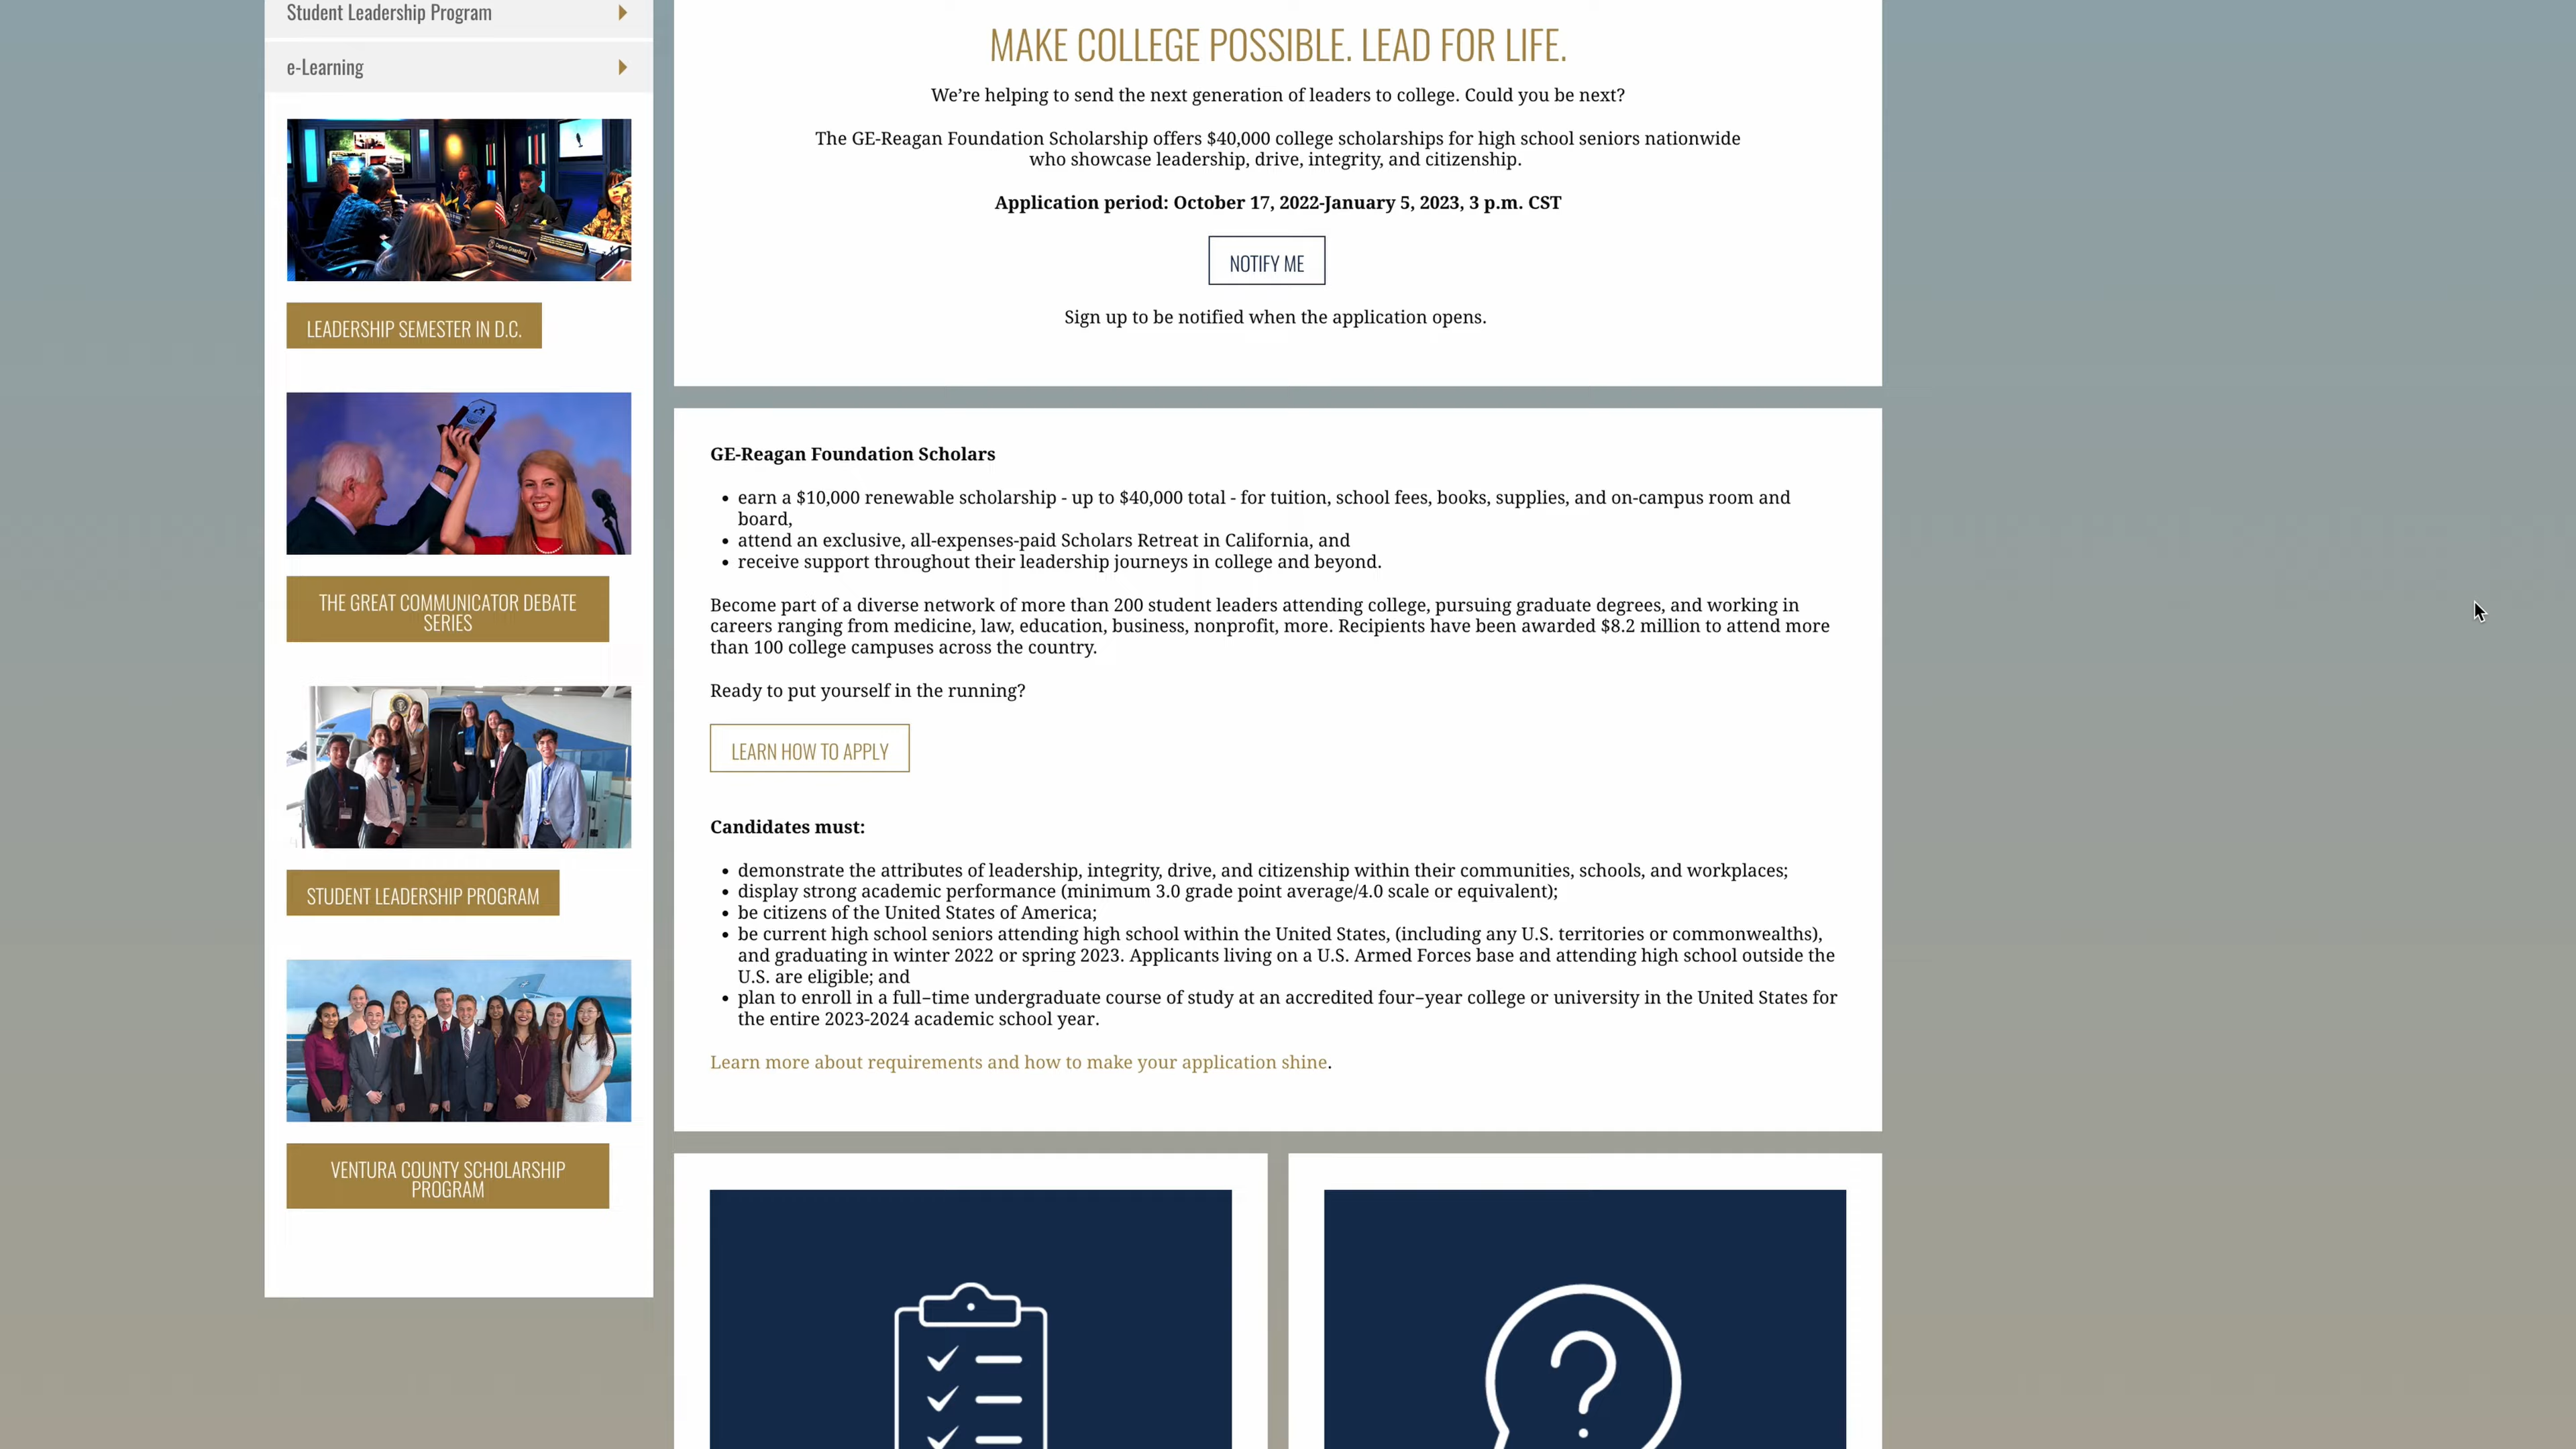 Student Leadership Program
e-Learning
LEADERSHIP SEMESTER IN D.C.
THE GREAT COMMUNICATOR DEBATE
SERIES
STUDENT LEADERSHIP PROGRAM
VENTURA COUNTY SCHOLARSHIP
PROGRAM
MAKE COLLEGE POSSIBLE. LEAD FOR LIFE.
We’re helping to send the next generation of leaders to college. Could you be next?
The GE-Reagan Foundation Scholarship offers $40,000 college scholarships for high school seniors nationwide
who showcase leadership, drive, integrity, and citizenship.
Application period: October 17, 2022-January 5, 2023, 3 p.m. CST
NOTIFY ME
Sign up to be notified when the application opens.
GE-Reagan Foundation Scholars
• earn a $10,000 renewable scholarship - up to $40,000 total - for tuition, school fees, books, supplies, and on-campus room and
board,
• attend an exclusive, all-expenses-paid Scholars Retreat in California, and
• receive support throughout their leadership journeys in college and beyond.
Become part of a diverse network of more than 200 student leaders attending college, pursuing graduate degrees, and working in
careers ranging from medicine, law, education, business, nonprofit, more. Recipients have been awarded $8.2 million to attend more
than 100 college campuses across the country.
Ready to put yourself in the running?
LEARN HOW TO APPLY
Candidates must:
• demonstrate the attributes of leadership, integrity, drive, and citizenship within their communities, schools, and workplaces;
• display strong academic performance (minimum 3.0 grade point average/4.0 scale or equivalent);
• be citizens of the United States of America;
• be current high school seniors attending high school within the United States, (including any U.S. territories or commonwealths),
and graduating in winter 2022 or spring 2023. Applicants living on a U.S. Armed Forces base and attending high school outside the
U.S. are eligible; and
• plan to enroll in a full−time undergraduate course of study at an accredited four−year college or university in the United States for
the entire 2023-2024 academic school year.
Learn more about requirements and how to make your application shine.
?